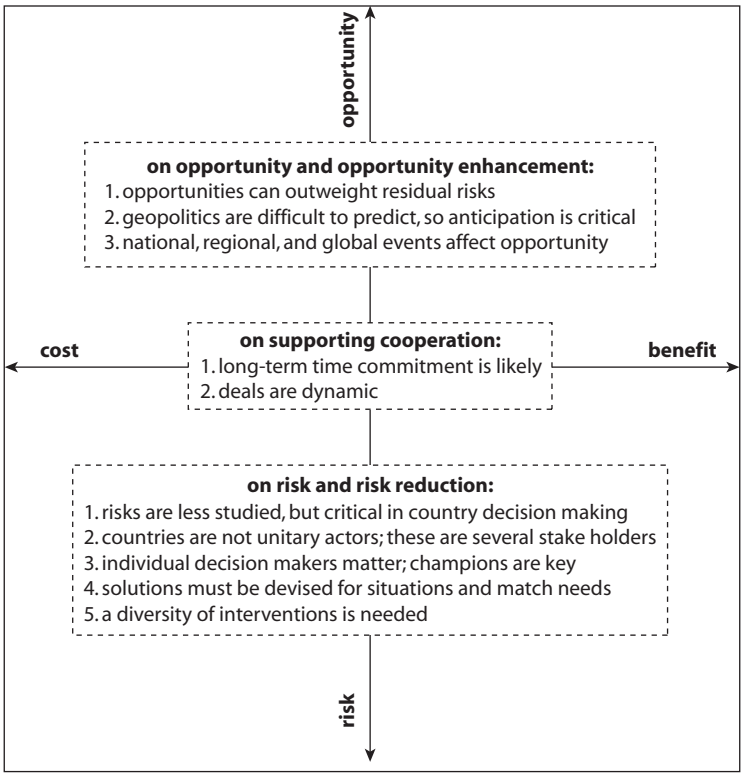 opportunity
on opportunity and opportunity enhancement:
1. opportunities can outweight residual risks
2. geopolitics are difficult to predict, so anticipation is critical
3. national, regional, and global events affect opportunity
cost
on supporting cooperation:
1. long-term time commitment is likely
2. deals are dynamic
benefit
on risk and risk reduction:
1. risks are less studied, but critical in country decision making
2. countries are not unitary actors; these are several stake holders
3. individual decision makers matter; champions are key
4. solutions must be devised for situations and match needs
5. a diversity of interventions is needed
risk